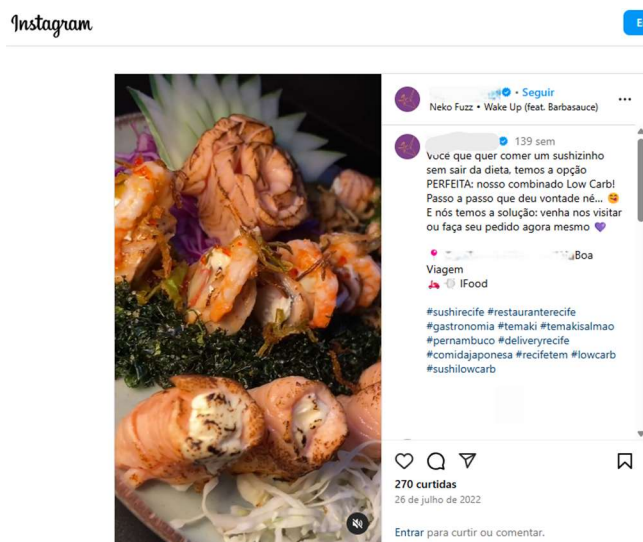 Instagram
E
• Seguir
Neko Fuzz • Wake Up (feat. Barbasauce)
•••
139 sem
Você que quer comer um sushizinho
sem sair da dieta, temos a opção
PERFEITA: nosso combinado Low Carb!
Passo a passo que deu vontade né... 😋
E nós temos a solução: venha nos visitar
ou faça seu pedido agora mesmo 💜
📍 Boa
Viagem
🛵 IFood
#sushirecife #restauranterecife
#gastronomia #temaki #temakisalmao
#pernambuco #deliveryrecife
#comidajaponesa #recifetem #lowcarb
#sushilowcarb
270 curtidas
26 de julho de 2022
Entrar para curtir ou comentar.